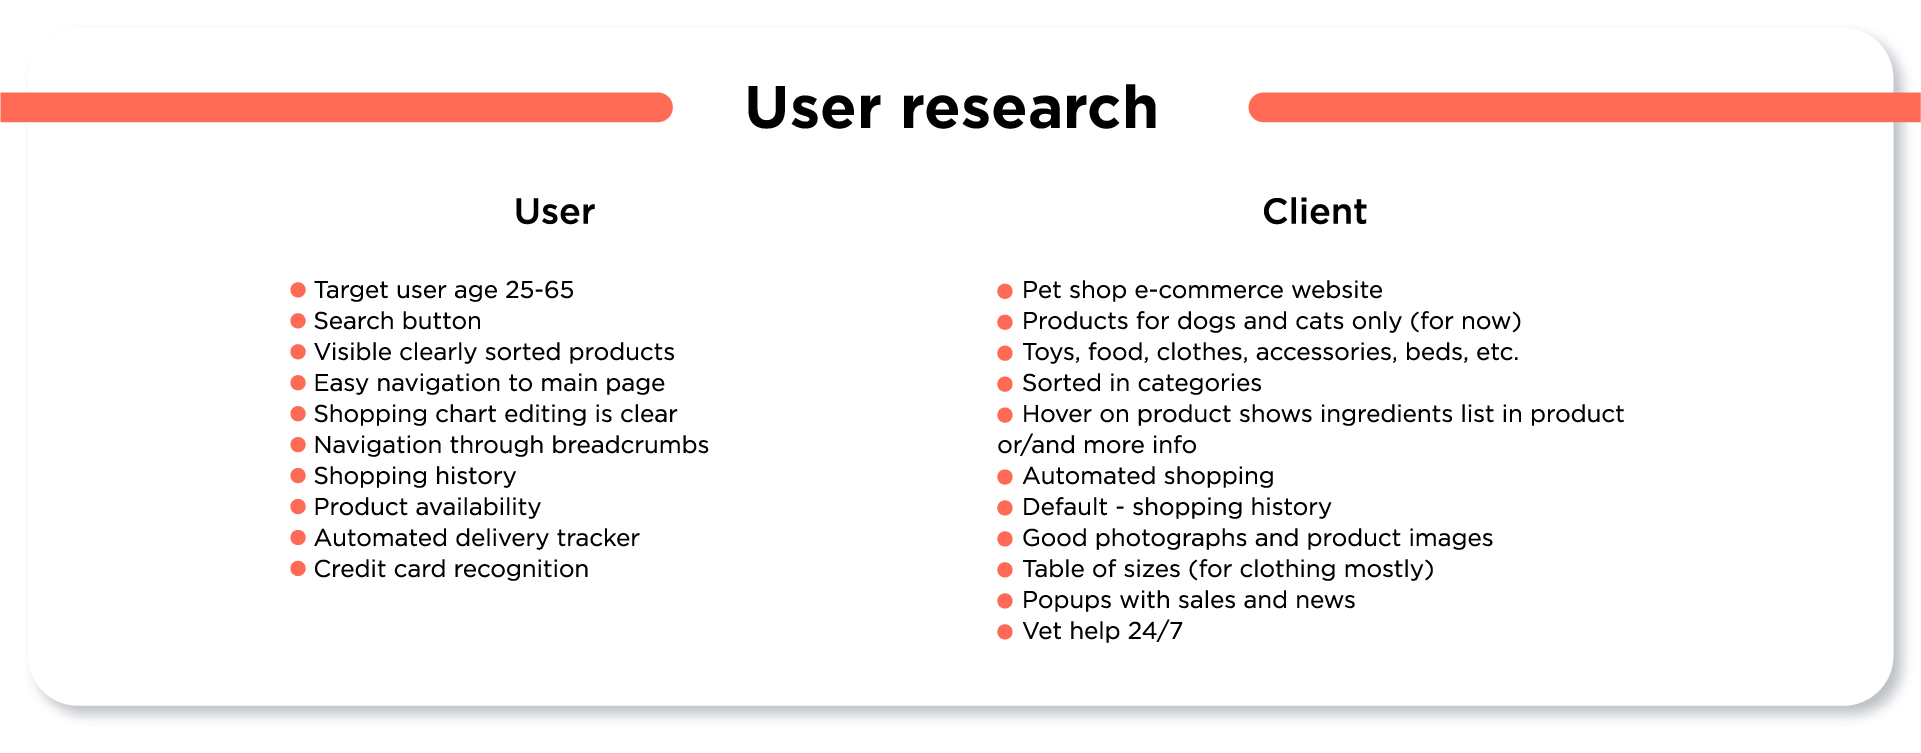 User research
User
Target user age 25-65
Search button
Visible clearly sorted products
Easy navigation to main page
Shopping chart editing is clear
Navigation through breadcrumbs
Shopping history
Product availability
Automated delivery tracker
Credit card recognition
Client
Pet shop e-commerce website
Products for dogs and cats only (for now)
Toys, food, clothes, accessories, beds, etc.
Sorted in categories
Hover on product shows ingredients list in product
or/and more info
Automated shopping
Default - shopping history
Good photographs and product images
Table of sizes (for clothing mostly)
Popups with sales and news
Vet help 24/7